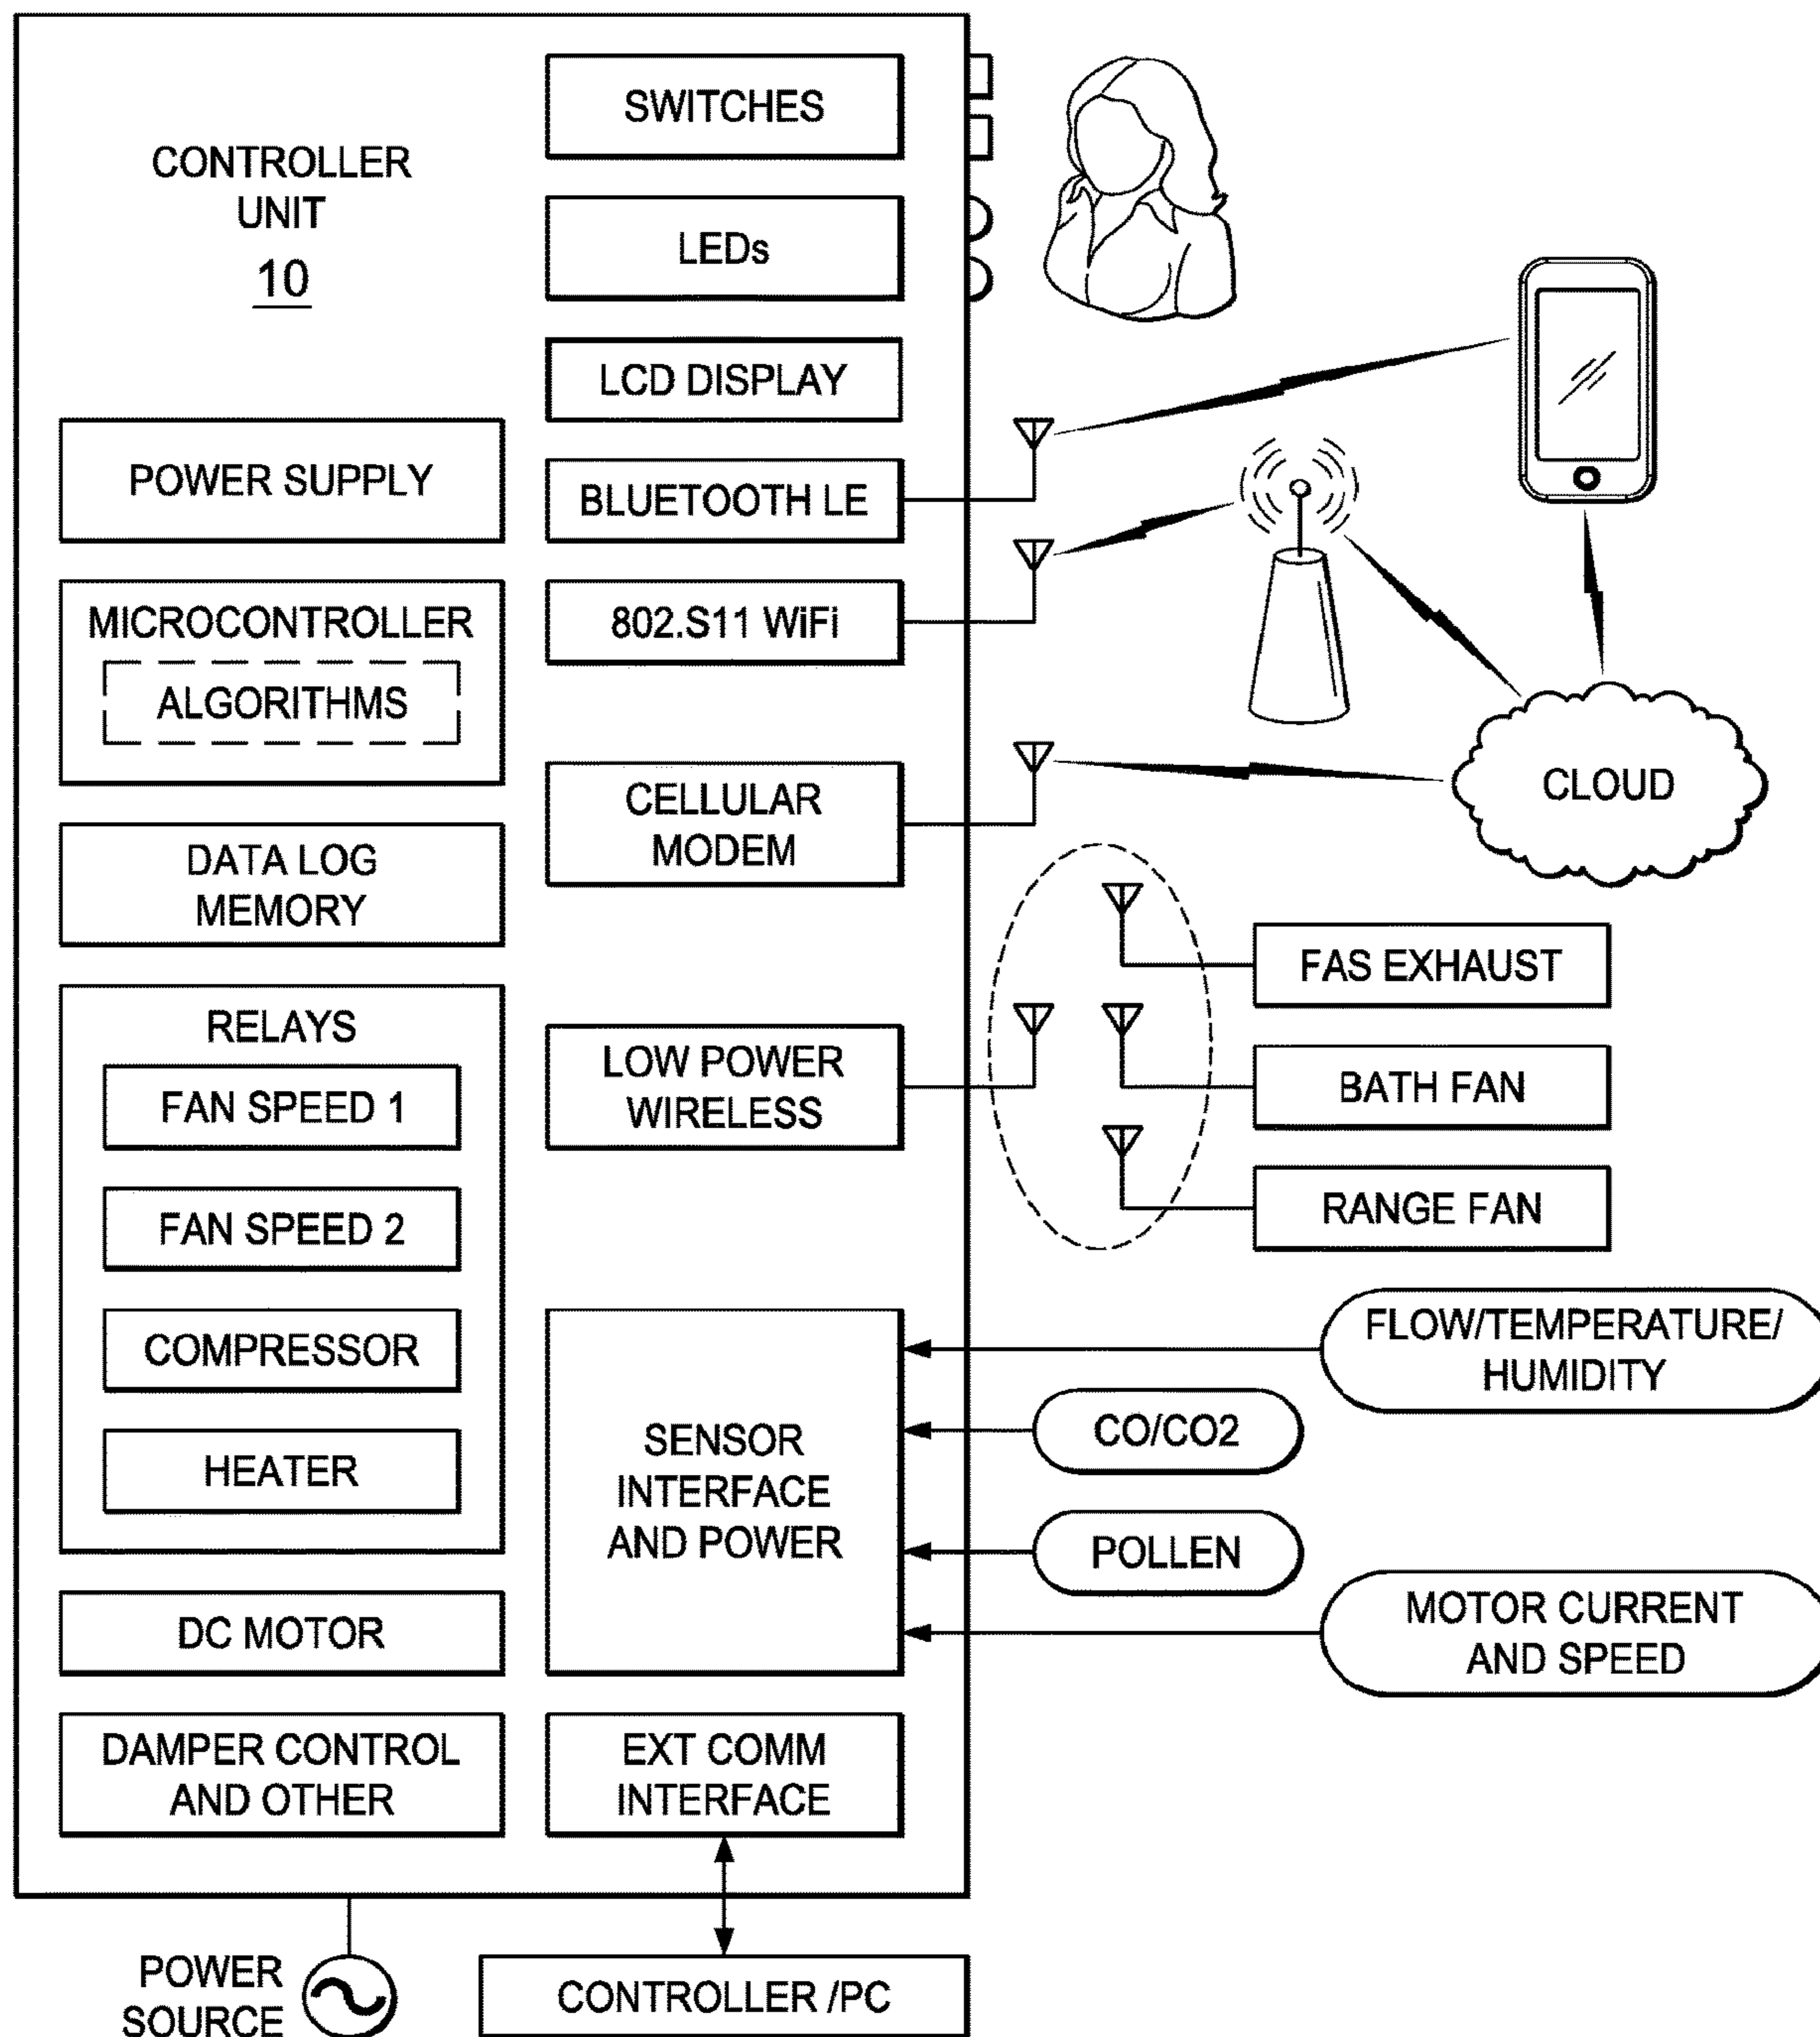 CONTROLLER
UNIT
10
POWER SUPPLY
MICROCONTROLLER
ALGORITHMS
DATA LOG
MEMORY
RELAYS
FAN SPEED 1
FAN SPEED 2
COMPRESSOR
HEATER
DC MOTOR
DAMPER CONTROL
AND OTHER
SWITCHES
LEDs
LCD DISPLAY
BLUETOOTH LE
802.S11 WiFi
CELLULAR
MODEM
LOW POWER
WIRELESS
SENSOR
INTERFACE
AND POWER
EXT COMM
INTERFACE
CLOUD
FAS EXHAUST
BATH FAN
RANGE FAN
FLOW/TEMPERATURE/
HUMIDITY
CO/CO2
POLLEN
MOTOR CURRENT
AND SPEED
POWER
SOURCE
CONTROLLER /PC